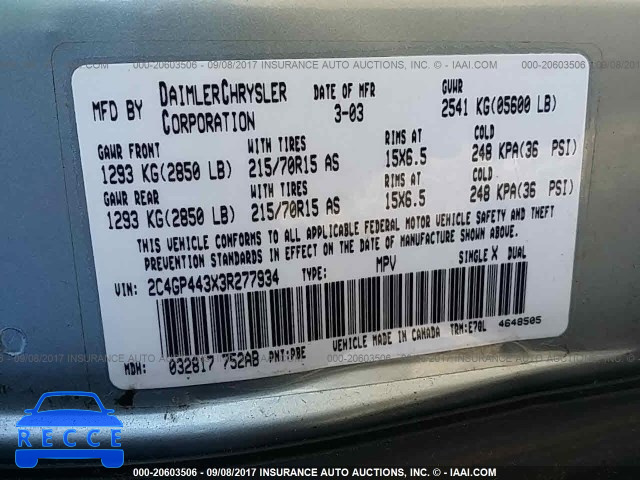 000-20603506 - 09/08/2017 INSURANCE AUTO AUCTIONS, INC. - © IAAI.COM
MFD BY DAIMLERCHRYSLER CORPORATION
DATE OF MFR 3-03
GVWR 2541 KG(05600 LB)
GAWR FRONT WITH TIRES RIMS AT COLD
1293 KG(2850 LB) 215/70R15 AS 15X6.5 248 KPA(36 PSI)
GAWR REAR WITH TIRES RIMS AT COLD
1293 KG(2850 LB) 215/70R15 AS 15X6.5 248 KPA(36 PSI)
THIS VEHICLE CONFORMS TO ALL APPLICABLE FEDERAL MOTOR VEHICLE SAFETY AND THEFT
PREVENTION STANDARDS IN EFFECT ON THE DATE OF MANUFACTURE SHOWN ABOVE.
VIN: 2C4GP443X3R277934 TYPE: MPV SINGLE X DUAL
MDH: 032817 752AB PNT:PBE VEHICLE MADE IN CANADA TRM:E7DL 4648505
RECCE
000-20603506 - 09/08/2017 INSURANCE AUTO AUCTIONS, INC. - © IAAI.COM